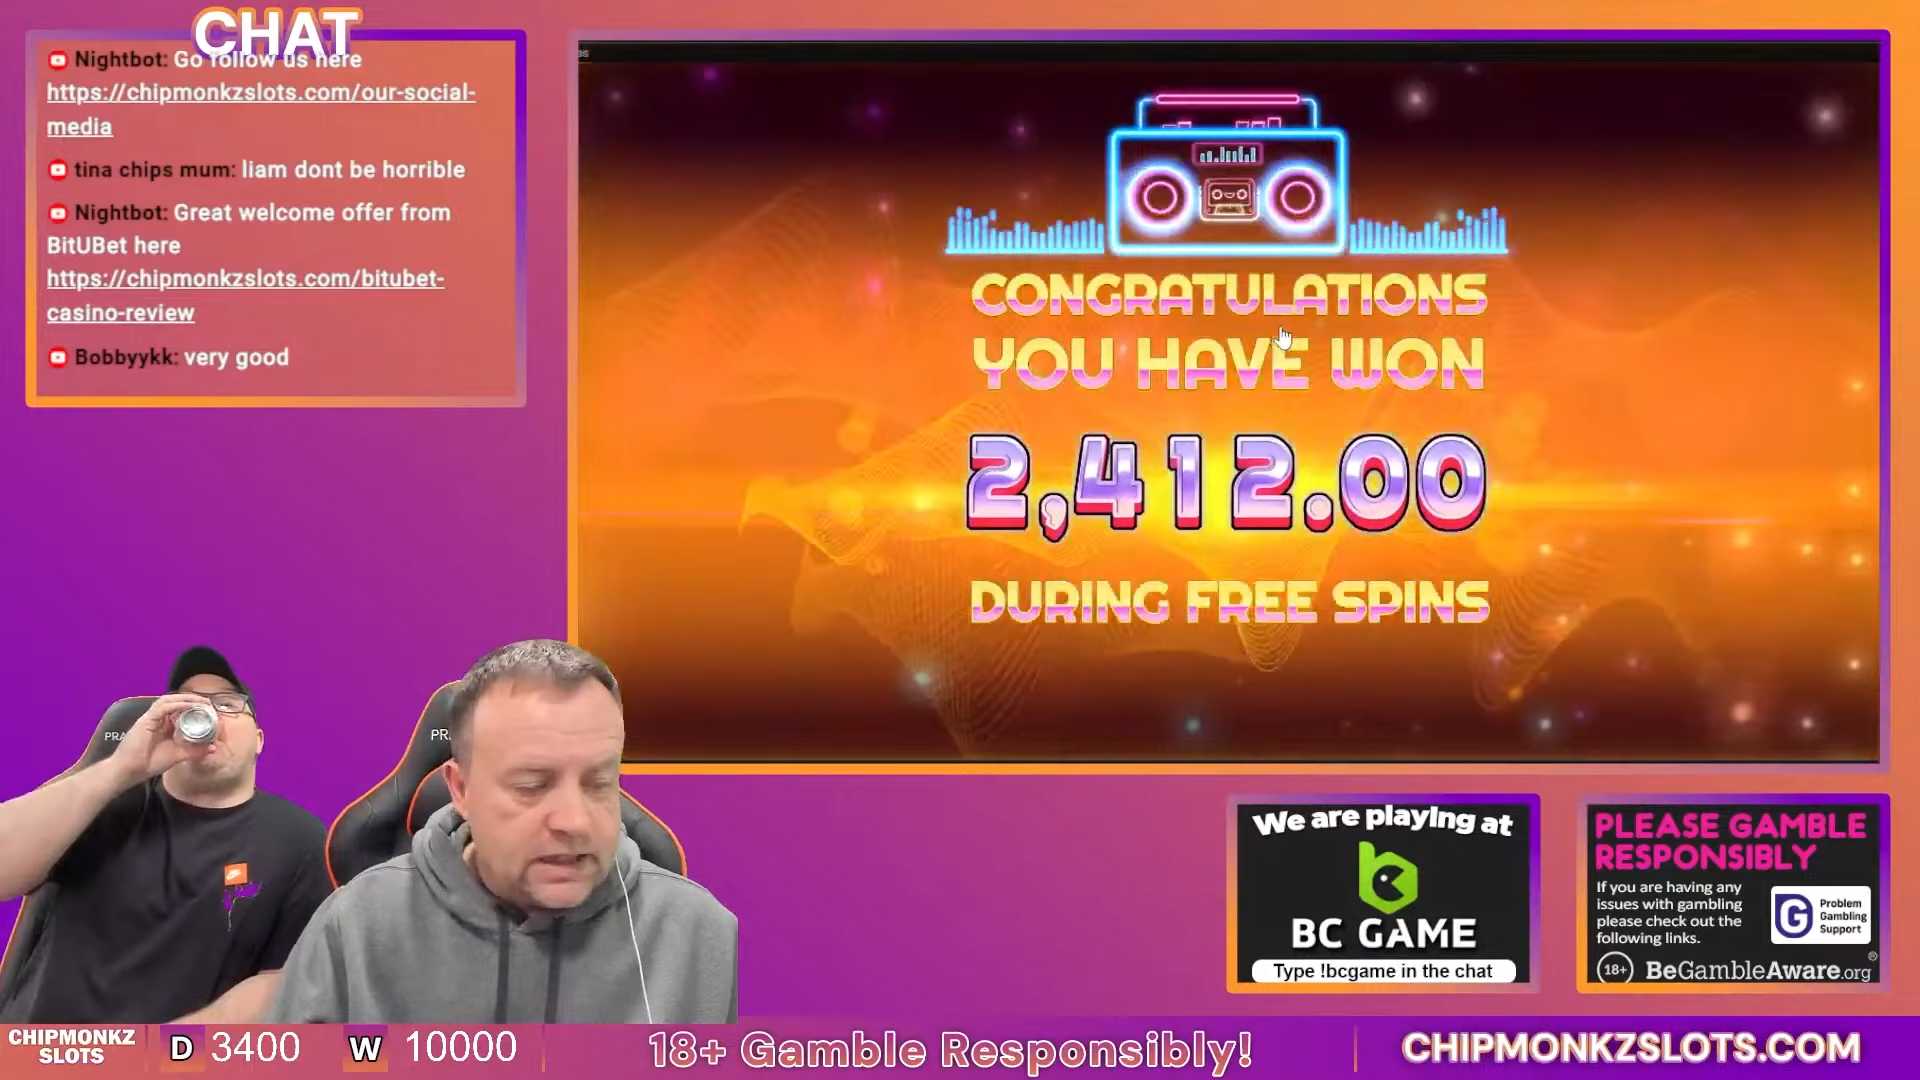 CHAT
Nightbot: Go follow us here
https://chipmonkzslots.com/our-social-
media
tina chips mum: liam dont be horrible
Nightbot: Great welcome offer from
BitUBet here
https://chipmonkzslots.com/bitubet-
casino-review
Bobbyykk: very good
CONGRATULATIONS
YOU HAVE WON
2,412.00
DURING FREE SPINS
PRA
PR
We are playing at
BC GAME
Type !bcgame in the chat
PLEASE GAMBLE
RESPONSIBLY
If you are having any
issues with gambling
please check out the
following links.
G
Problem
Gambling
Support
18+
BeGambleAware.org®
CHIPMONKZ
SLOTS
D 3400
W 10000
18+ Gamble Responsibly!
CHIPMONKZSLOTS.COM